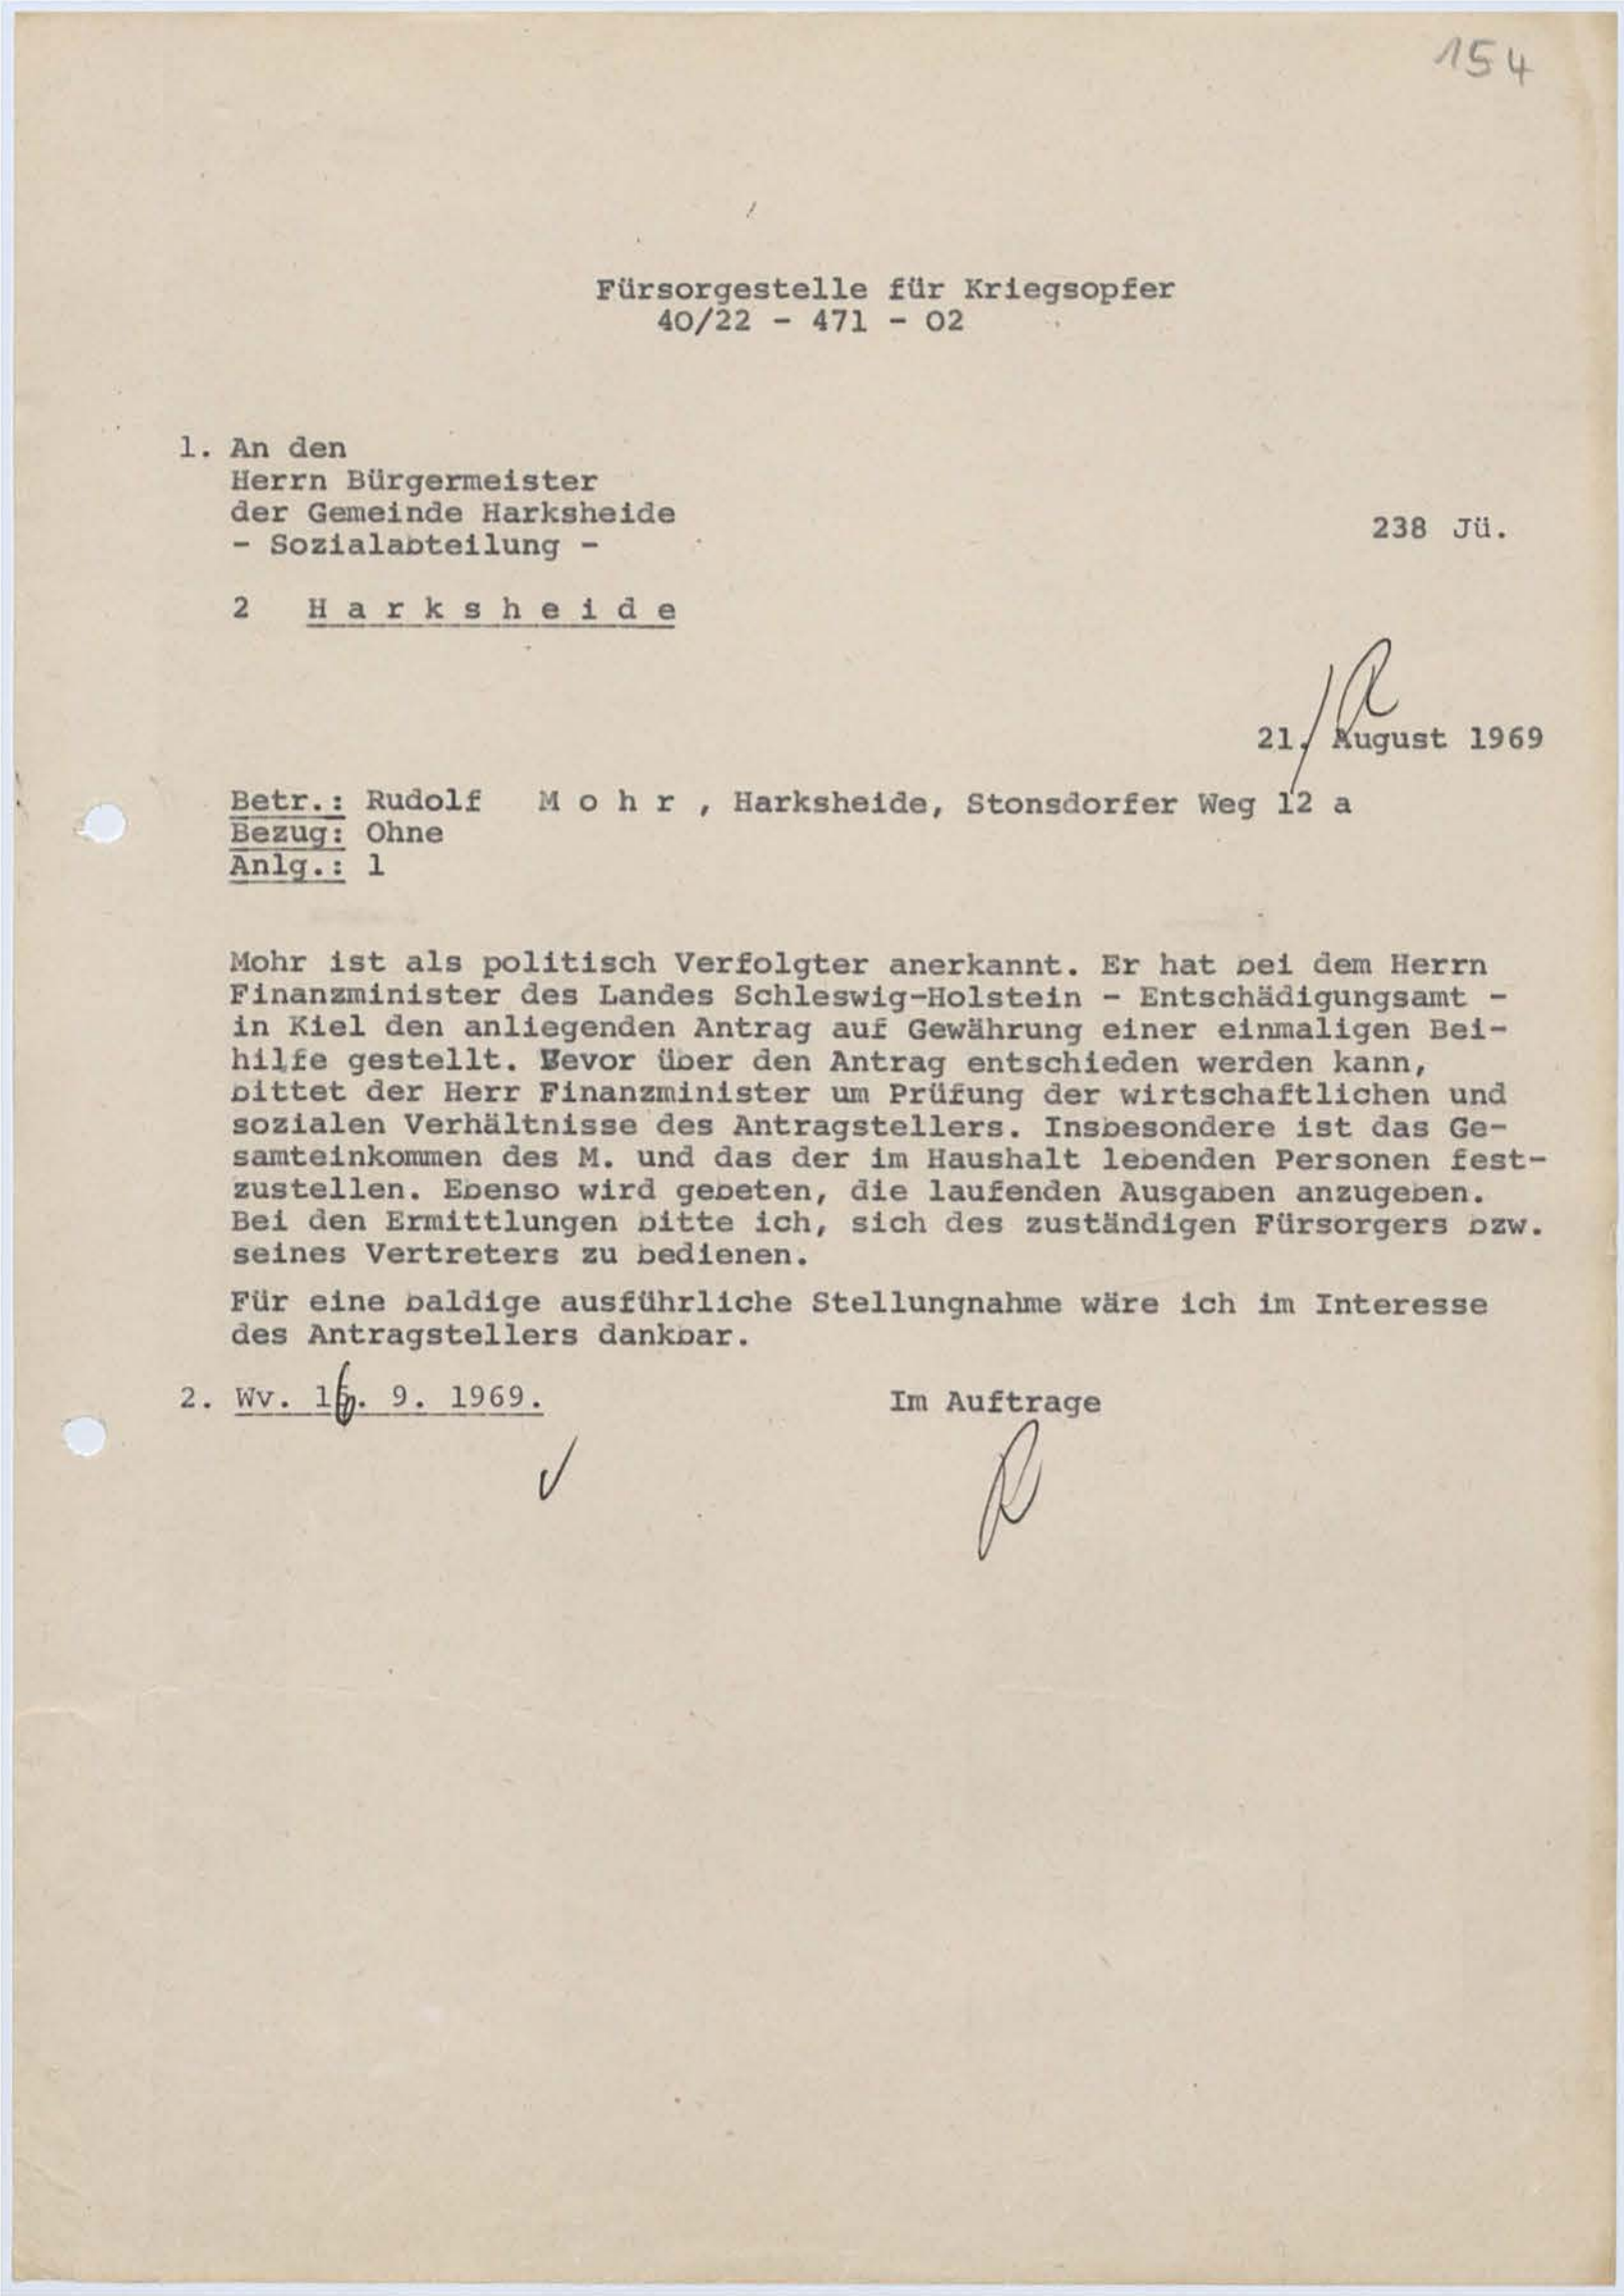 154
Fürsorgestelle für Kriegsopfer
40/22 - 471 - 02
1. An den
Herrn Bürgermeister
der Gemeinde Harksheide
- Sozialabteilung -
238 Jü.
2 H a r k s h e i d e
21. August 1969
Betr.: Rudolf M o h r , Harksheide, Stonsdorfer Weg 12 a
Bezug: Ohne
Anlg.: 1
Mohr ist als politisch Verfolgter anerkannt. Er hat bei dem Herrn
Finanzminister des Landes Schleswig-Holstein - Entschädigungsamt -
in Kiel den anliegenden Antrag auf Gewährung einer einmaligen Bei-
hilfe gestellt. Bevor über den Antrag entschieden werden kann,
bittet der Herr Finanzminister um Prüfung der wirtschaftlichen und
sozialen Verhältnisse des Antragstellers. Insbesondere ist das Ge-
samteinkommen des M. und das der im Haushalt lebenden Personen fest-
zustellen. Ebenso wird gebeten, die laufenden Ausgaben anzugeben.
Bei den Ermittlungen bitte ich, sich des zuständigen Fürsorgers bzw.
seines Vertreters zu bedienen.
Für eine baldige ausführliche Stellungnahme wäre ich im Interesse
des Antragstellers dankbar.
2. Wv. 9. 1969.
Im Auftrage